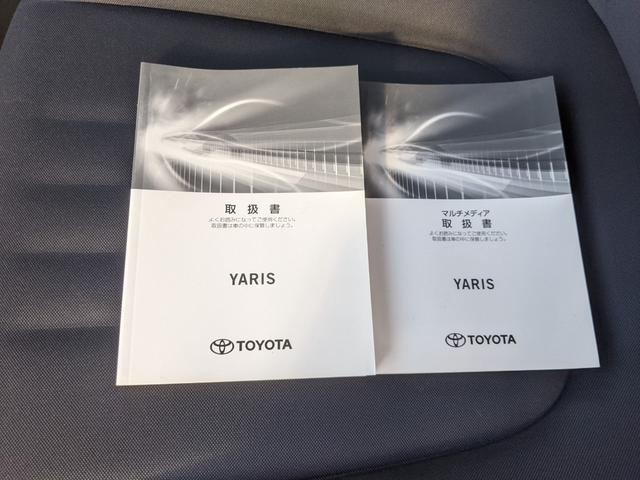 取扱書
よくお読みになってご使用ください。
取扱書は車の中に保管しましょう。
YARIS
TOYOTA
マルチメディア
取扱書
よくお読みになってご使用ください。
取扱書は車の中に保管しましょう。
YARIS
TOYOTA